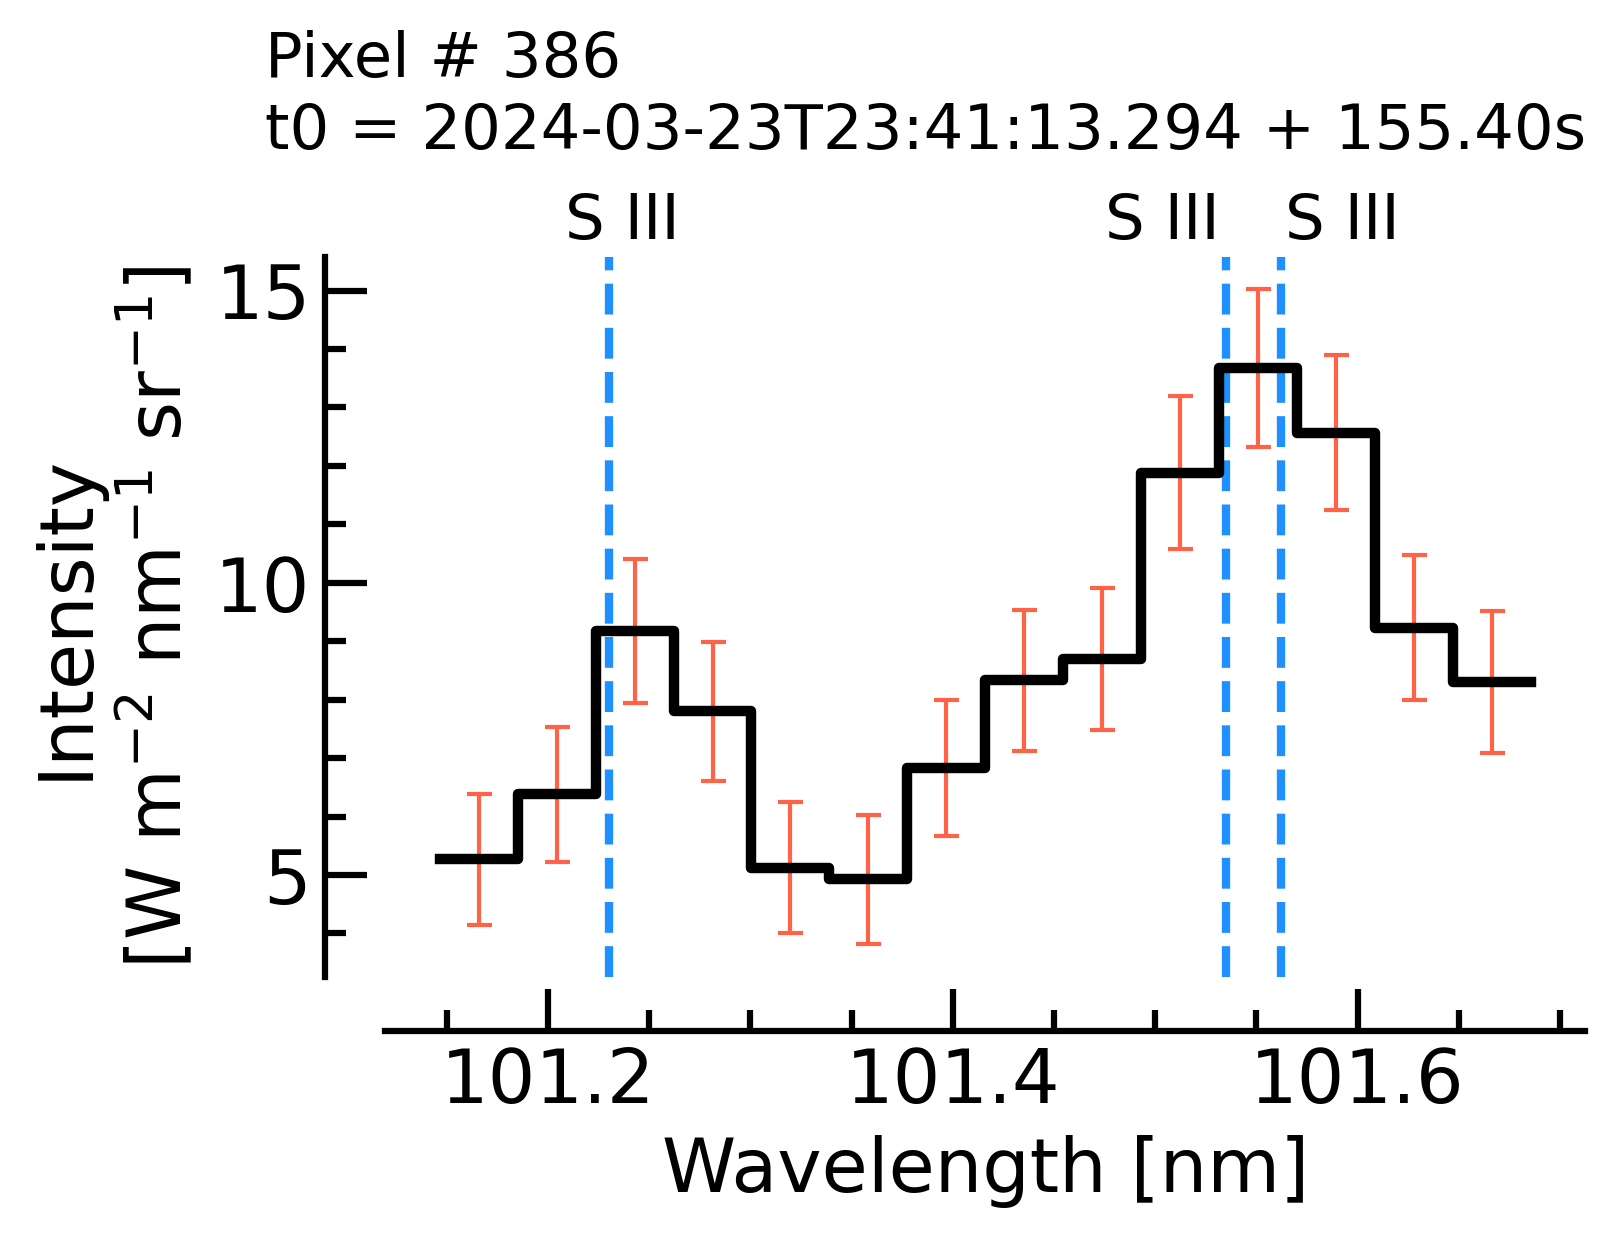 Pixel # 386
t0 = 2024-03-23T23:41:13.294 + 155.40s
S III S III S III
15
10
5
Intensity
[W m⁻² nm⁻¹ sr⁻¹]
101.2 101.4 101.6
Wavelength [nm]